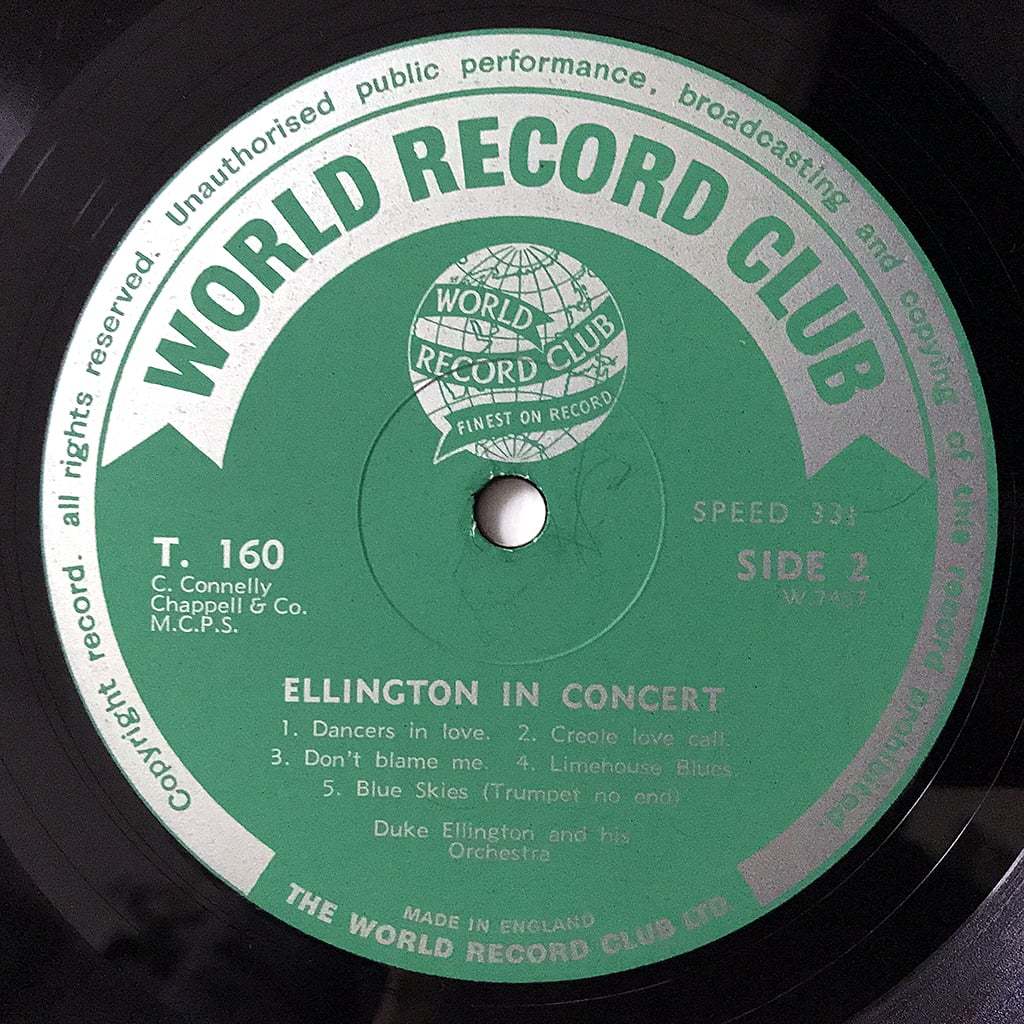 Copyright record. all rights reserved. Unauthorised public performance, broadcasting and copying of this record prohibited.
WORLD RECORD CLUB
WORLD
RECORD CLUB
FINEST ON RECORD
SPEED 33⅓
T. 160
SIDE 2
C. Connelly
Chappell & Co.
M.C.P.S.
ELLINGTON IN CONCERT
1. Dancers in love. 2. Creole love call.
3. Don't blame me. 4. Limehouse Blues.
5. Blue Skies (Trumpet no end)
Duke Ellington and his
Orchestra
MADE IN ENGLAND
THE WORLD RECORD CLUB LTD